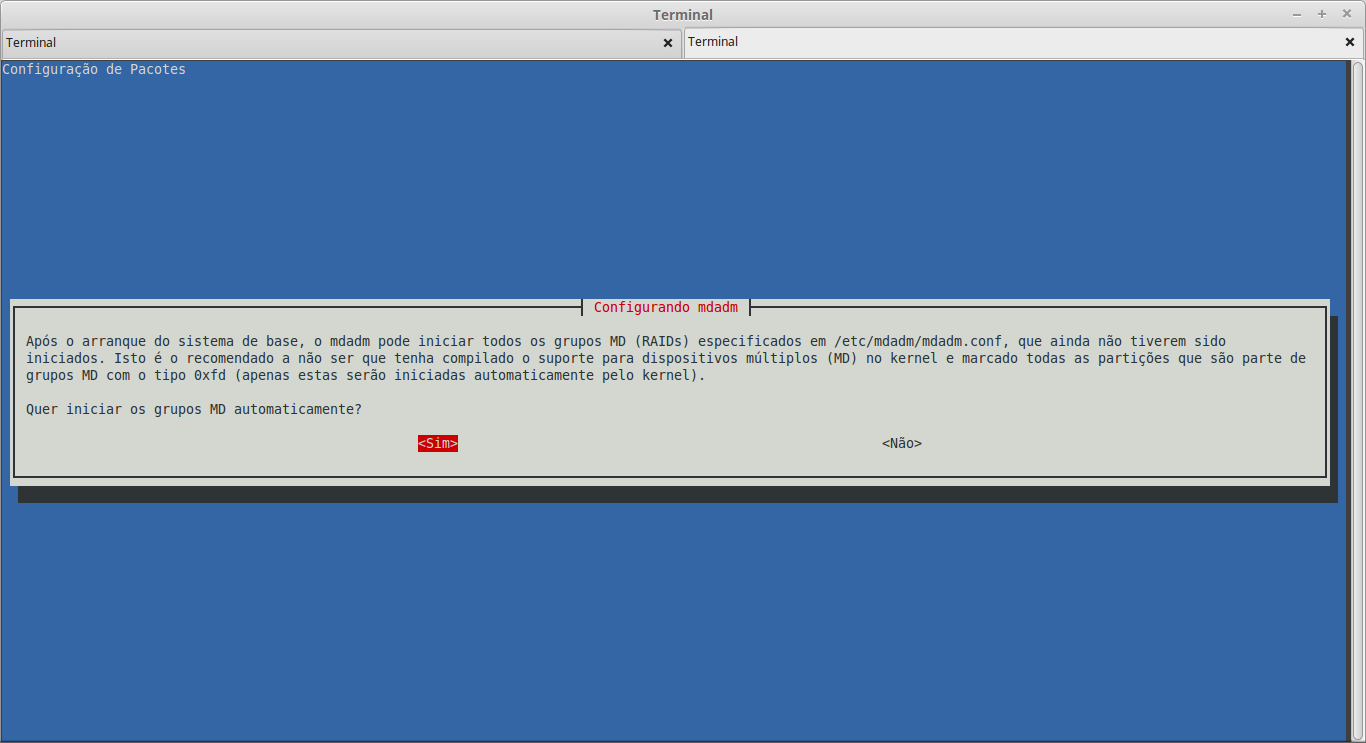 Terminal
Terminal
Terminal
Configuração de Pacotes
Configurando mdadm
Após o arranque do sistema de base, o mdadm pode iniciar todos os grupos MD (RAIDs) especificados em /etc/mdadm/mdadm.conf, que ainda não tiverem sido
iniciados. Isto é o recomendado a não ser que tenha compilado o suporte para dispositivos múltiplos (MD) no kernel e marcado todas as partições que são parte de
grupos MD com o tipo 0xfd (apenas estas serão iniciadas automaticamente pelo kernel).
Quer iniciar os grupos MD automaticamente?
<Sim> <Não>